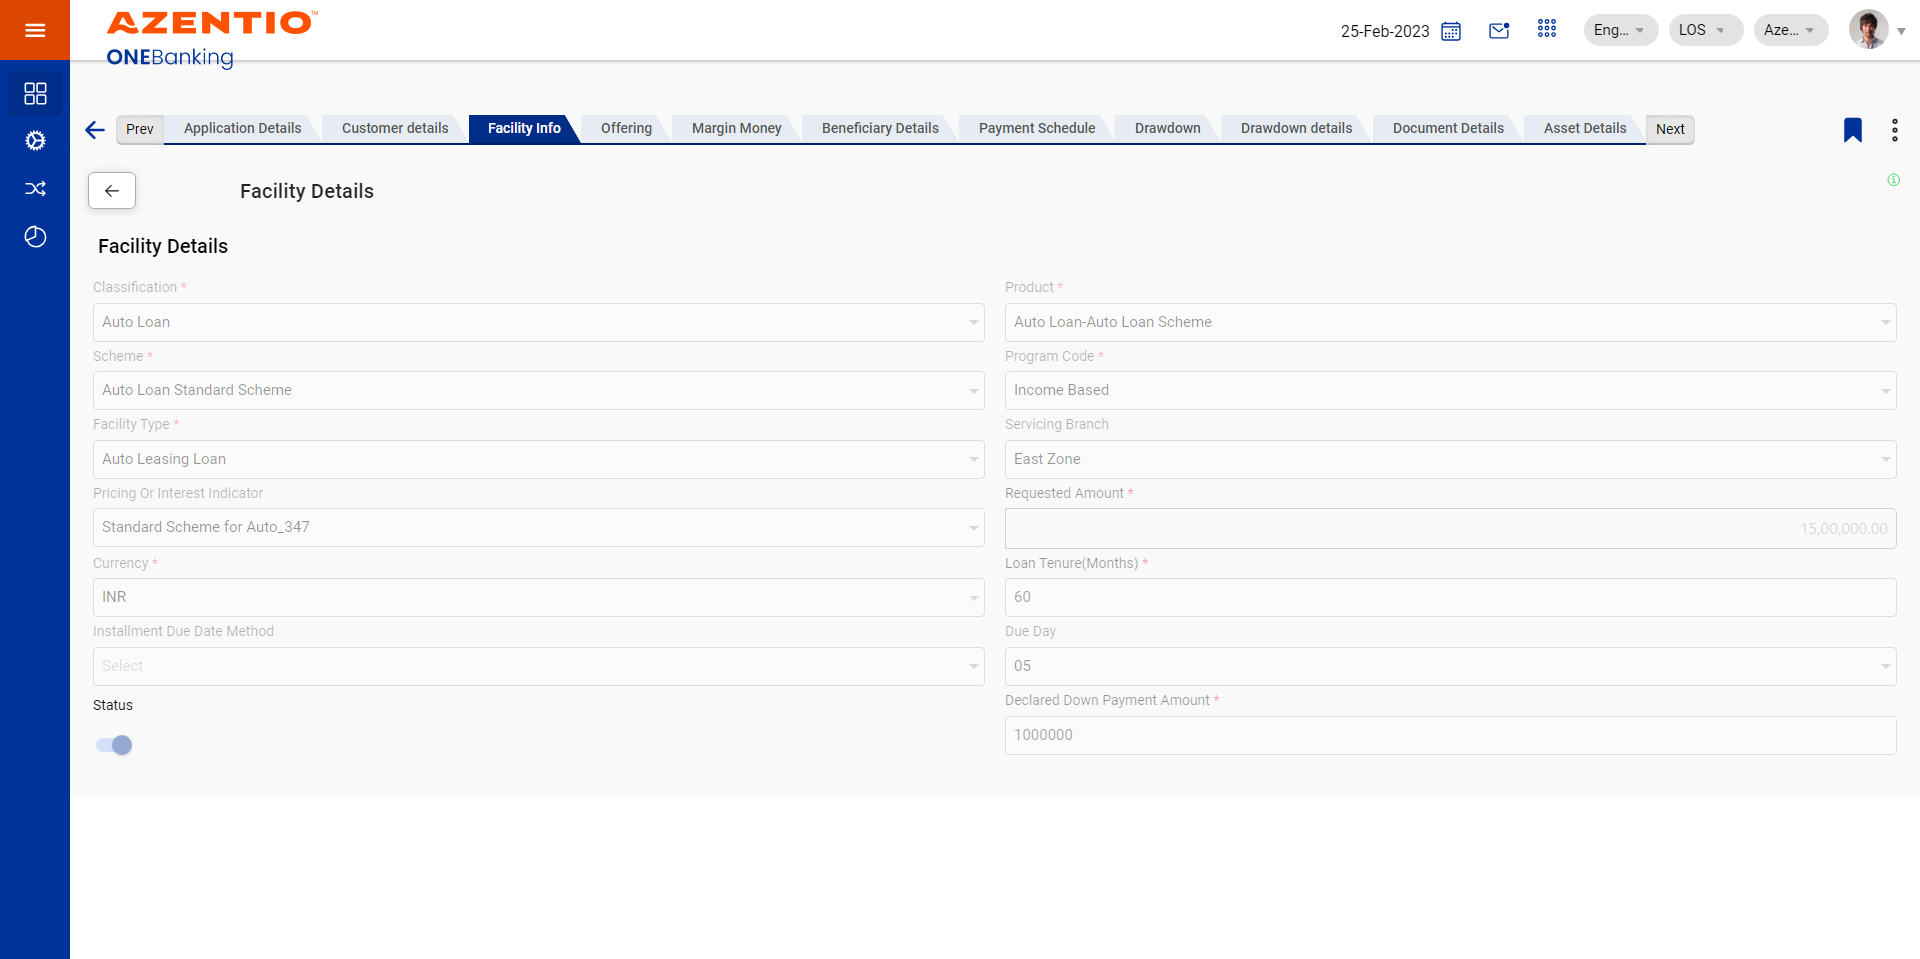 AZENTIO™
ONEBanking
25-Feb-2023
Eng...
LOS
Aze...
Prev
Application Details
Customer details
Facility Info
Offering
Margin Money
Beneficiary Details
Payment Schedule
Drawdown
Drawdown details
Document Details
Asset Details
Next
Facility Details
Facility Details
Classification *
Auto Loan
Product *
Auto Loan-Auto Loan Scheme
Scheme *
Auto Loan Standard Scheme
Program Code *
Income Based
Facility Type *
Auto Leasing Loan
Servicing Branch
East Zone
Pricing Or Interest Indicator
Standard Scheme for Auto_347
Requested Amount *
15,00,000.00
Currency *
INR
Loan Tenure(Months) *
60
Installment Due Date Method
Select
Due Day
05
Status
Declared Down Payment Amount *
1000000